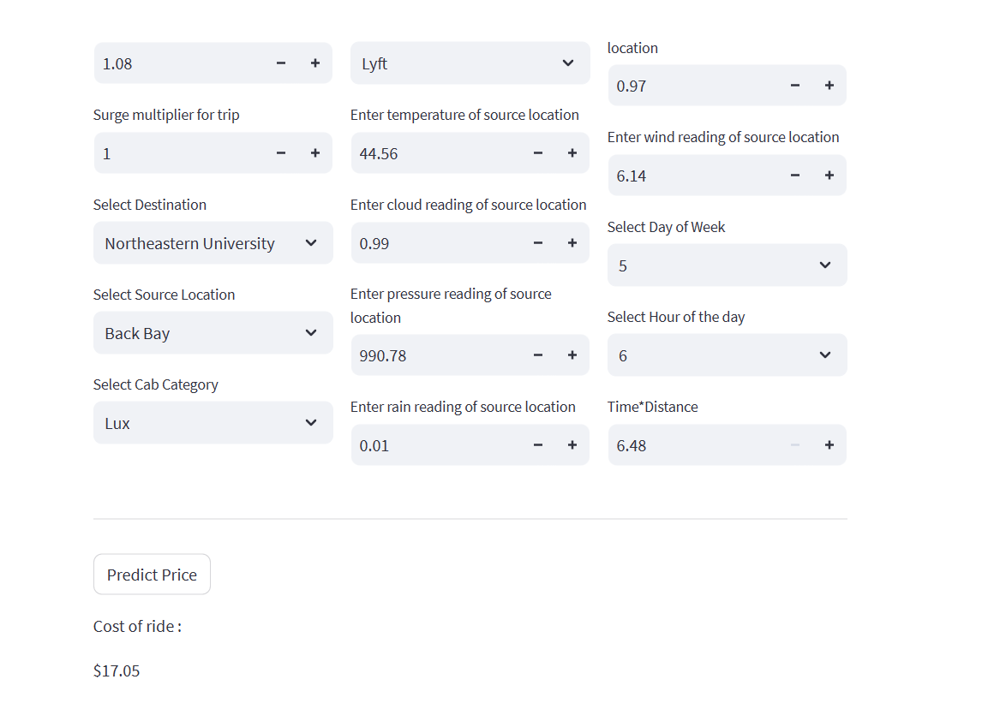 1.08
Surge multiplier for trip
1
Select Destination
Northeastern University
Select Source Location
Back Bay
Select Cab Category
Lux
Lyft
Enter temperature of source location
44.56
Enter cloud reading of source location
0.99
Enter pressure reading of source
location
990.78
Enter rain reading of source location
0.01
location
0.97
Enter wind reading of source location
6.14
Select Day of Week
5
Select Hour of the day
6
Time*Distance
6.48
Predict Price
Cost of ride :
$17.05